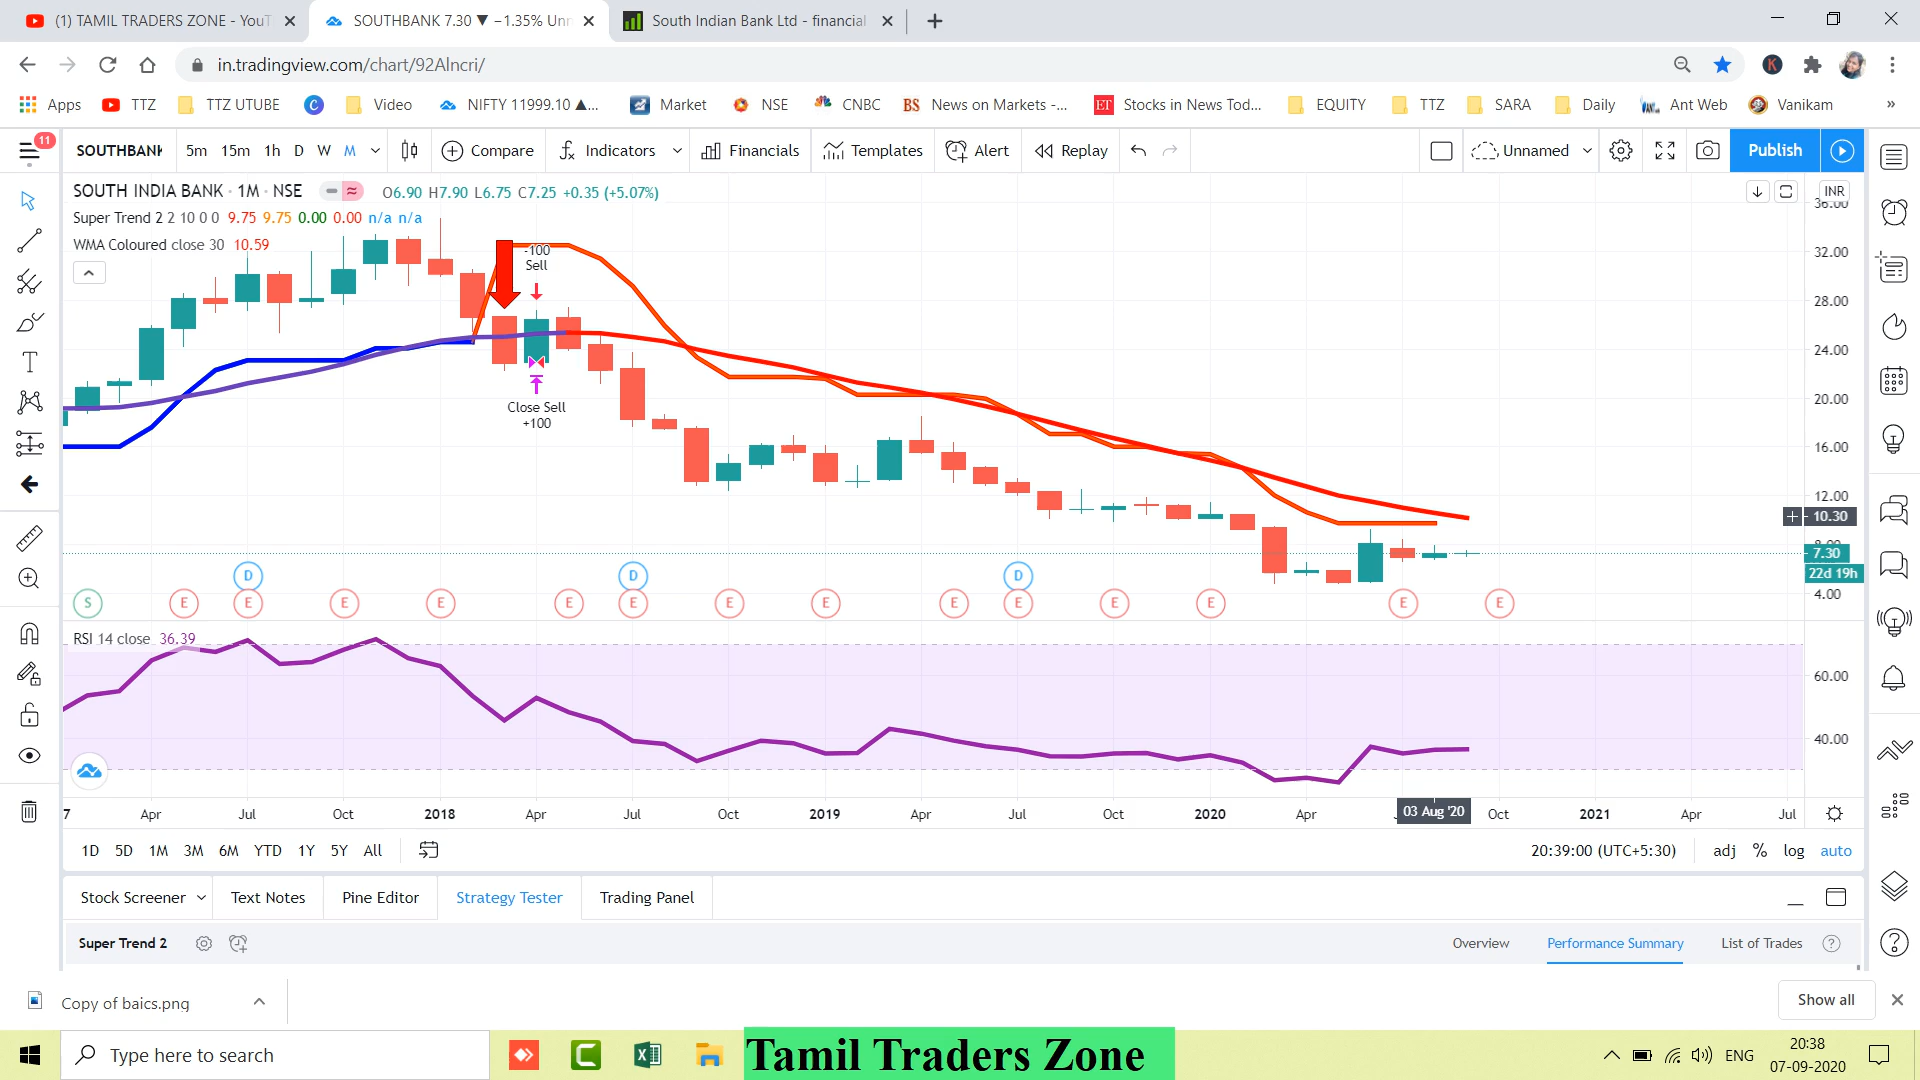 (1) TAMIL TRADERS ZONE - YouT
SOUTHBANK 7.30 ▼ −1.35% Unn
South Indian Bank Ltd - financial
in.tradingview.com/chart/92Alncri/
Apps
TTZ
TTZ UTUBE
Video
NIFTY 11999.10 ▲...
Market
NSE
CNBC
BS News on Markets -...
ET Stocks in News Tod...
EQUITY
TTZ
SARA
Daily
Ant Web
Vanikam
»
11
SOUTHBANK 5m 15m 1h D W M Compare Indicators Financials Templates Alert Replay Unnamed Publish
SOUTH INDIA BANK · 1M · NSE O6.90 H7.90 L6.75 C7.25 +0.35 (+5.07%)
INR
Super Trend 2 2 10 0 0 9.75 9.75 0.00 0.00 n/a n/a
WMA Coloured close 30 10.59
36.00
32.00
28.00
24.00
20.00
16.00
12.00
10.30
8.00
7.30
22d 19h
4.00
-100
Sell
Close Sell
+100
D D D
S E E E E E E E E E E E E E E
RSI 14 close 36.39
60.00
40.00
7 Apr Jul Oct 2018 Apr Jul Oct 2019 Apr Jul Oct 2020 Apr 03 Aug '20 Oct 2021 Apr Jul
1D 5D 1M 3M 6M YTD 1Y 5Y All
20:39:00 (UTC+5:30) adj % log auto
Stock Screener Text Notes Pine Editor Strategy Tester Trading Panel
Super Trend 2 Overview Performance Summary List of Trades
Copy of baics.png
Show all
Type here to search
Tamil Traders Zone
ENG
20:38
07-09-2020